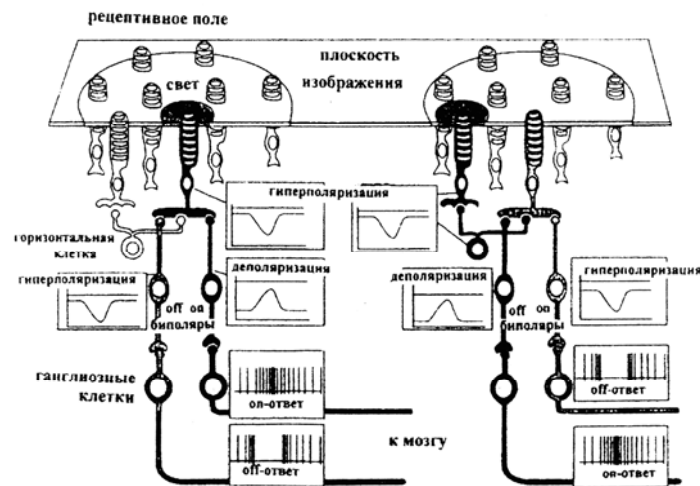 рецептивное поле
плоскость
изображения
свет
гиперполяризация
горизонтальная
клетка
гиперполяризация
деполяризация
деполяризация
гиперполяризация
off on
биполяры
off on
биполяры
ганглиозные
клетки
on-ответ
off-ответ
off-ответ
к мозгу
on-ответ